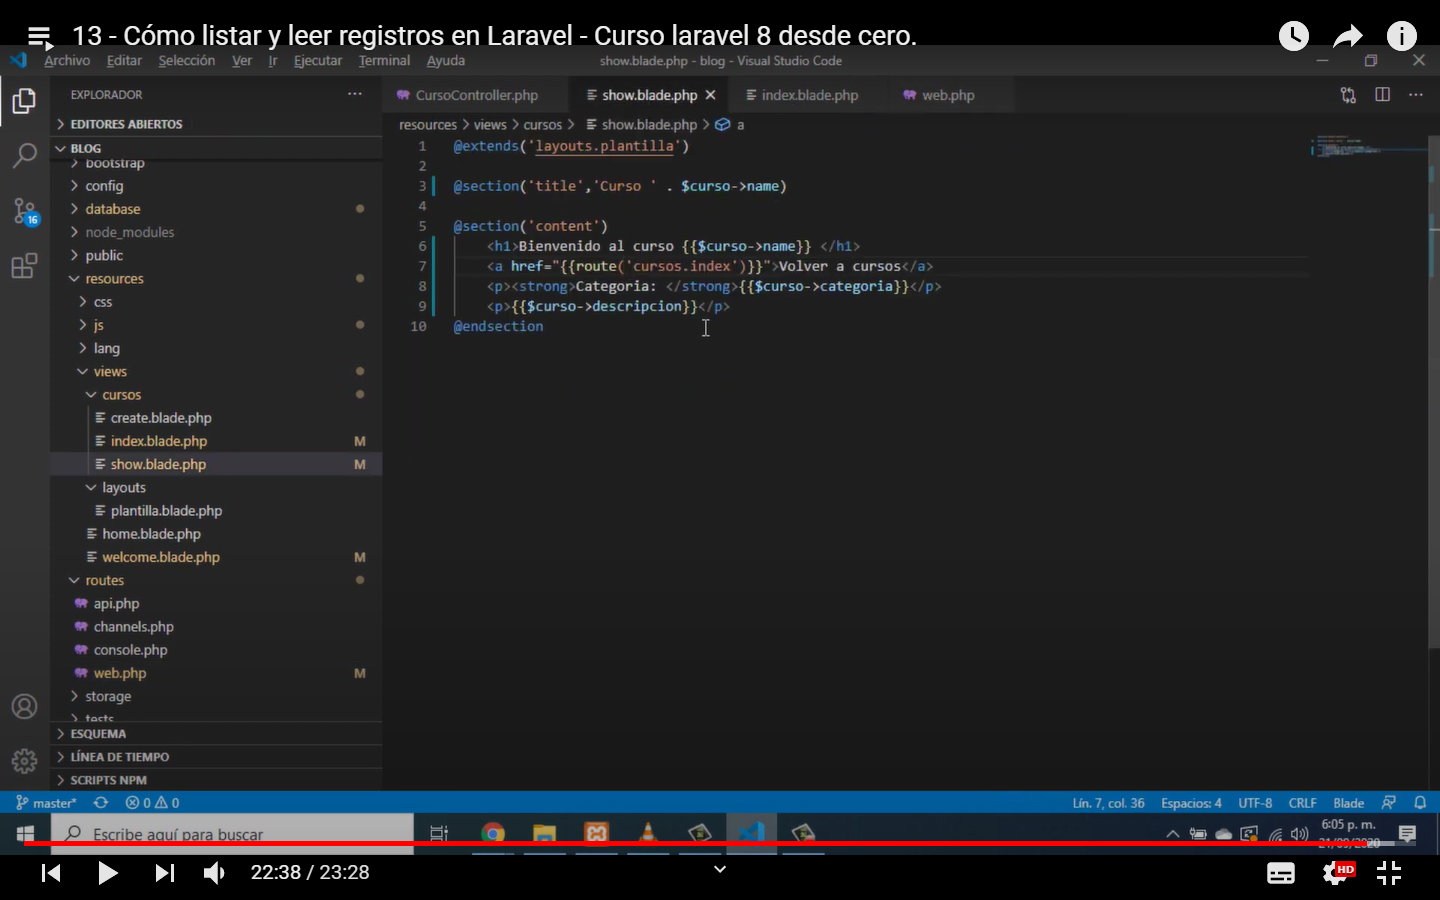 13 - Cómo listar y leer registros en Laravel - Curso laravel 8 desde cero.
Archivo Editar Selección Ver Ir Ejecutar Terminal Ayuda
show.blade.php - blog - Visual Studio Code
EXPLORADOR
CursoController.php
show.blade.php
index.blade.php
web.php
EDITORES ABIERTOS
resources > views > cursos > show.blade.php > a
BLOG
bootstrap
config
database
node_modules
public
resources
css
js
lang
views
cursos
create.blade.php
index.blade.php M
show.blade.php M
layouts
plantilla.blade.php
home.blade.php
welcome.blade.php M
routes
api.php
channels.php
console.php
web.php M
storage
tests
ESQUEMA
LÍNEA DE TIEMPO
SCRIPTS NPM
16
1 @extends('layouts.plantilla')
2
3 @section('title','Curso ' . $curso->name)
4
5 @section('content')
6 <h1>Bienvenido al curso {{$curso->name}} </h1>
7 <a href="{{route('cursos.index')}}">Volver a cursos</a>
8 <p><strong>Categoria: </strong>{{$curso->categoria}}</p>
9 <p>{{$curso->descripcion}}</p>
10 @endsection
master* 0 0
Lín. 7, col. 36 Espacios: 4 UTF-8 CRLF Blade
Escribe aquí para buscar
6:05 p. m.
21/09/2020
22:38 / 23:28
HD